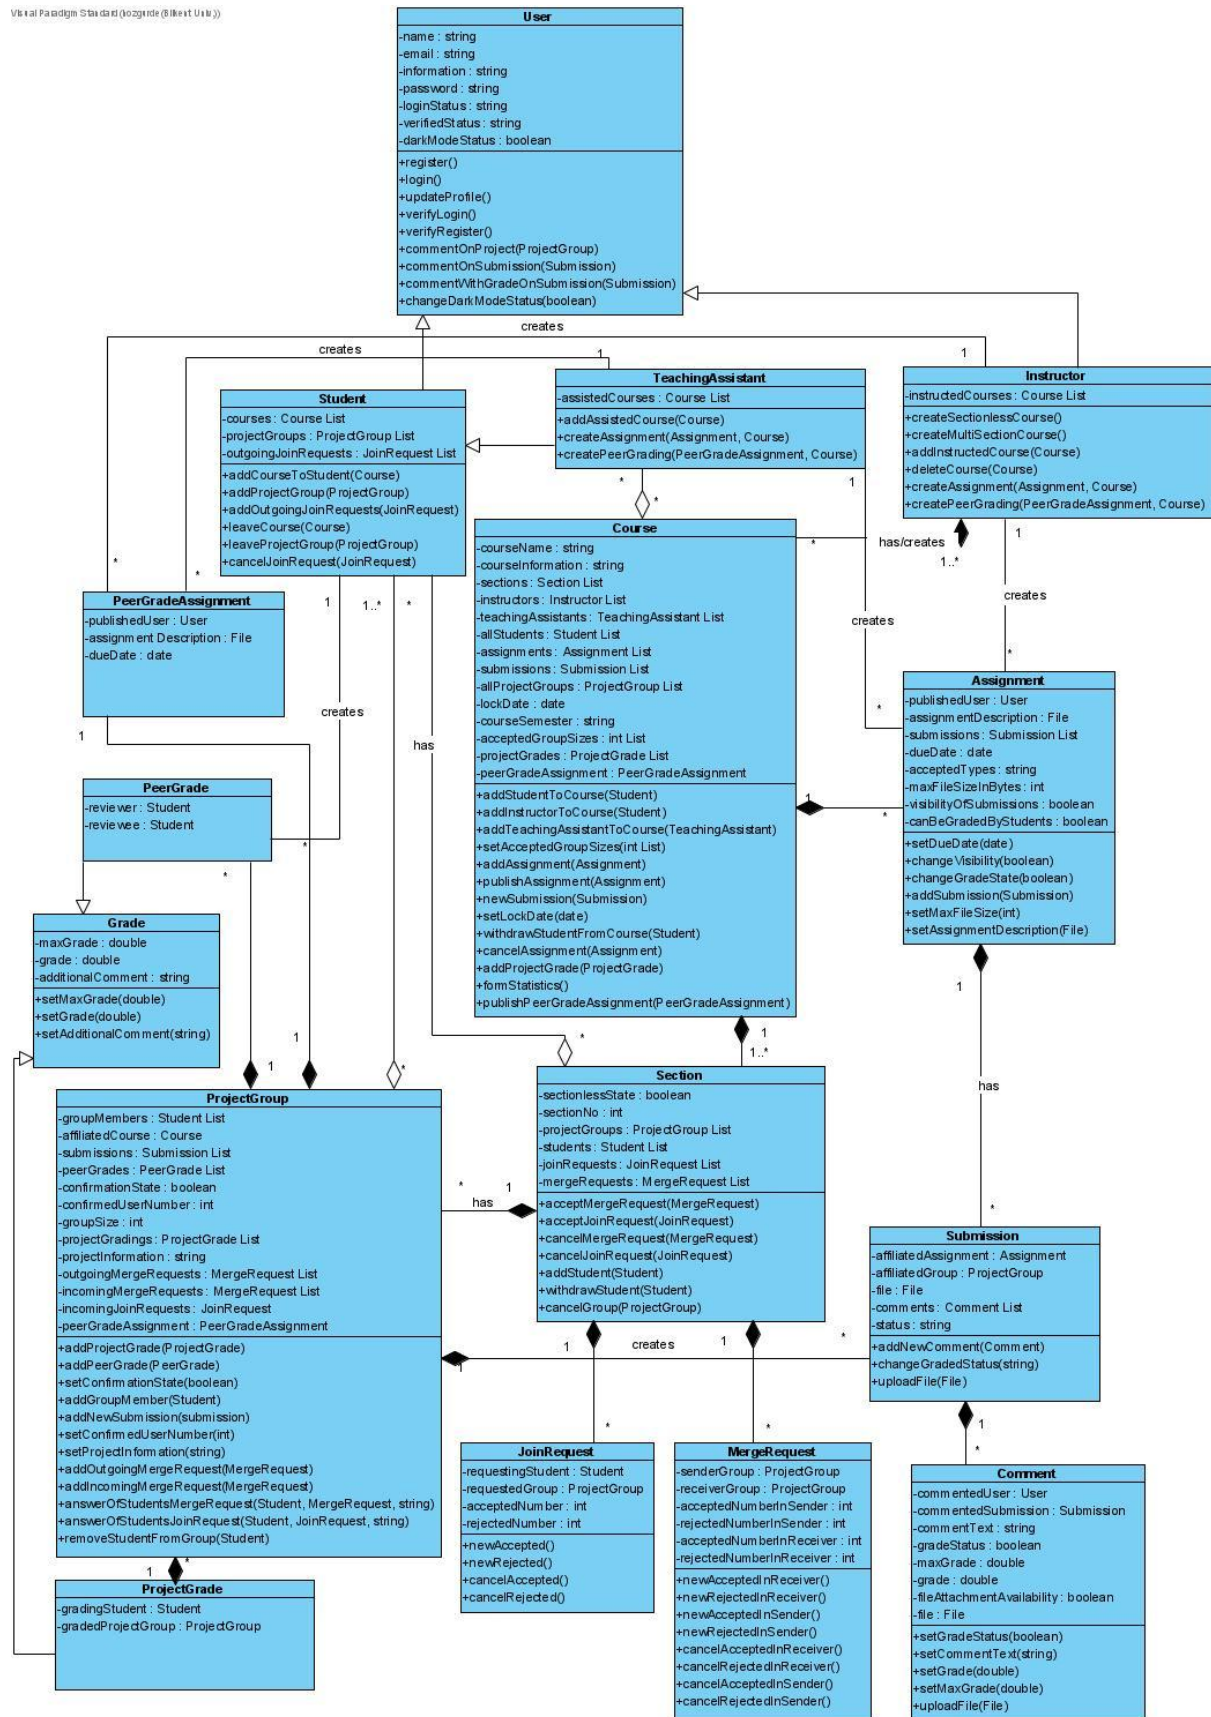 Visual Paradigm Standard(kozgurde(Bilkent Univ.))
User
-name : string
-email : string
-information : string
-password : string
-loginStatus : string
-verifiedStatus : string
-darkModeStatus : boolean
+register()
+login()
+updateProfile()
+verifyLogin()
+verifyRegister()
+commentOnProject(ProjectGroup)
+commentOnSubmission(Submission)
+commentWithGradeOnSubmission(Submission)
+changeDarkModeStatus(boolean)
creates
creates
1
1
Student
-courses : Course List
-projectGroups : ProjectGroup List
-outgoingJoinRequests : JoinRequest List
+addCourseToStudent(Course)
+addProjectGroup(ProjectGroup)
+addOutgoingJoinRequests(JoinRequest)
+leaveCourse(Course)
+leaveProjectGroup(ProjectGroup)
+cancelJoinRequest(JoinRequest)
TeachingAssistant
-assistedCourses : Course List
+addAssistedCourse(Course)
+createAssignment(Assignment, Course)
+createPeerGrading(PeerGradeAssignment, Course)
Instructor
-instructedCourses : Course List
+createSectionlessCourse()
+createMultiSectionCourse()
+addInstructedCourse(Course)
+deleteCourse(Course)
+createAssignment(Assignment, Course)
+createPeerGrading(PeerGradeAssignment, Course)
*
*
1
*
has/creates
1..*
1
*
*
1
1..*
*
PeerGradeAssignment
-publishedUser : User
-assignment Description : File
-dueDate : date
1
creates
has
creates
creates
*
*
Course
-courseName : string
-courseInformation : string
-sections : Section List
-instructors : Instructor List
-teachingAssistants : TeachingAssistant List
-allStudents : Student List
-assignments : Assignment List
-submissions : Submission List
-allProjectGroups : ProjectGroup List
-lockDate : date
-courseSemester : string
-acceptedGroupSizes : int List
-projectGrades : ProjectGrade List
-peerGradeAssignment : PeerGradeAssignment
+addStudentToCourse(Student)
+addInstructorToCourse(Student)
+addTeachingAssistantToCourse(TeachingAssistant)
+setAcceptedGroupSizes(int List)
+addAssignment(Assignment)
+publishAssignment(Assignment)
+newSubmission(Submission)
+setLockDate(date)
+withdrawStudentFromCourse(Student)
+cancelAssignment(Assignment)
+addProjectGrade(ProjectGrade)
+formStatistics()
+publishPeerGradeAssignment(PeerGradeAssignment)
Assignment
-publishedUser : User
-assignmentDescription : File
-submissions : Submission List
-dueDate : date
-acceptedTypes : string
-maxFileSizeInBytes : int
-visibilityOfSubmissions : boolean
-canBeGradedByStudents : boolean
+setDueDate(date)
+changeVisibility(boolean)
+changeGradeState(boolean)
+addSubmission(Submission)
+setMaxFileSize(int)
+setAssignmentDescription(File)
1
*
PeerGrade
-reviewer : Student
-reviewee : Student
*
*
*
Grade
-maxGrade : double
-grade : double
-additionalComment : string
+setMaxGrade(double)
+setGrade(double)
+setAdditionalComment(string)
1
1
*
*
1
1..*
1
has
*
ProjectGroup
-groupMembers : Student List
-affiliatedCourse : Course
-submissions : Submission List
-peerGrades : PeerGrade List
-confirmationState : boolean
-confirmedUserNumber : int
-groupSize : int
-projectGradings : ProjectGrade List
-projectInformation : string
-outgoingMergeRequests : MergeRequest List
-incomingMergeRequests : MergeRequest List
-incomingJoinRequests : JoinRequest
-peerGradeAssignment : PeerGradeAssignment
+addProjectGrade(ProjectGrade)
+addPeerGrade(PeerGrade)
+setConfirmationState(boolean)
+addGroupMember(Student)
+addNewSubmission(submission)
+setConfirmedUserNumber(int)
+setProjectInformation(string)
+addOutgoingMergeRequest(MergeRequest)
+addIncomingMergeRequest(MergeRequest)
+answerOfStudentsMergeRequest(Student, MergeRequest, string)
+answerOfStudentsJoinRequest(Student, JoinRequest, string)
+removeStudentFromGroup(Student)
*
1
has
Section
-sectionlessState : boolean
-sectionNo : int
-projectGroups : ProjectGroup List
-students : Student List
-joinRequests : JoinRequest List
-mergeRequests : MergeRequest List
+acceptMergeRequest(MergeRequest)
+acceptJoinRequest(JoinRequest)
+cancelMergeRequest(MergeRequest)
+cancelJoinRequest(JoinRequest)
+addStudent(Student)
+withdrawStudent(Student)
+cancelGroup(ProjectGroup)
Submission
-affiliatedAssignment : Assignment
-affiliatedGroup : ProjectGroup
-file : File
-comments : Comment List
-status : string
+addNewComment(Comment)
+changeGradedStatus(string)
+uploadFile(File)
1
creates
1
*
1
*
*
1
*
1
*
ProjectGrade
-gradingStudent : Student
-gradedProjectGroup : ProjectGroup
JoinRequest
-requestingStudent : Student
-requestedGroup : ProjectGroup
-acceptedNumber : int
-rejectedNumber : int
+newAccepted()
+newRejected()
+cancelAccepted()
+cancelRejected()
MergeRequest
-senderGroup : ProjectGroup
-receiverGroup : ProjectGroup
-acceptedNumberInSender : int
-rejectedNumberInSender : int
-acceptedNumberInReceiver : int
-rejectedNumberInReceiver : int
+newAcceptedInReceiver()
+newRejectedInReceiver()
+newAcceptedInSender()
+newRejectedInSender()
+cancelAcceptedInReceiver()
+cancelRejectedInReceiver()
+cancelAcceptedInSender()
+cancelRejectedInSender()
Comment
-commentedUser : User
-commentedSubmission : Submission
-commentText : string
-gradeStatus : boolean
-maxGrade : double
-grade : double
-fileAttachmentAvailability : boolean
-file : File
+setGradeStatus(boolean)
+setCommentText(string)
+setGrade(double)
+setMaxGrade(double)
+uploadFile(File)